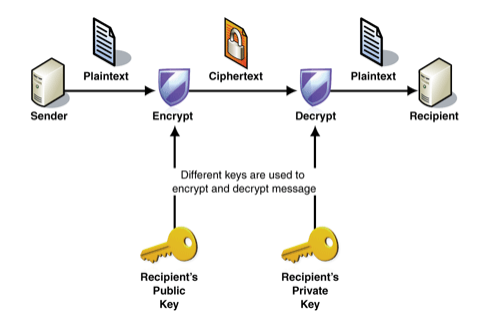 Plaintext
Ciphertext
Plaintext
Sender
Encrypt
Decrypt
Recipient
Different keys are used to
encrypt and decrypt message
Recipient's
Public
Key
Recipient's
Private
Key